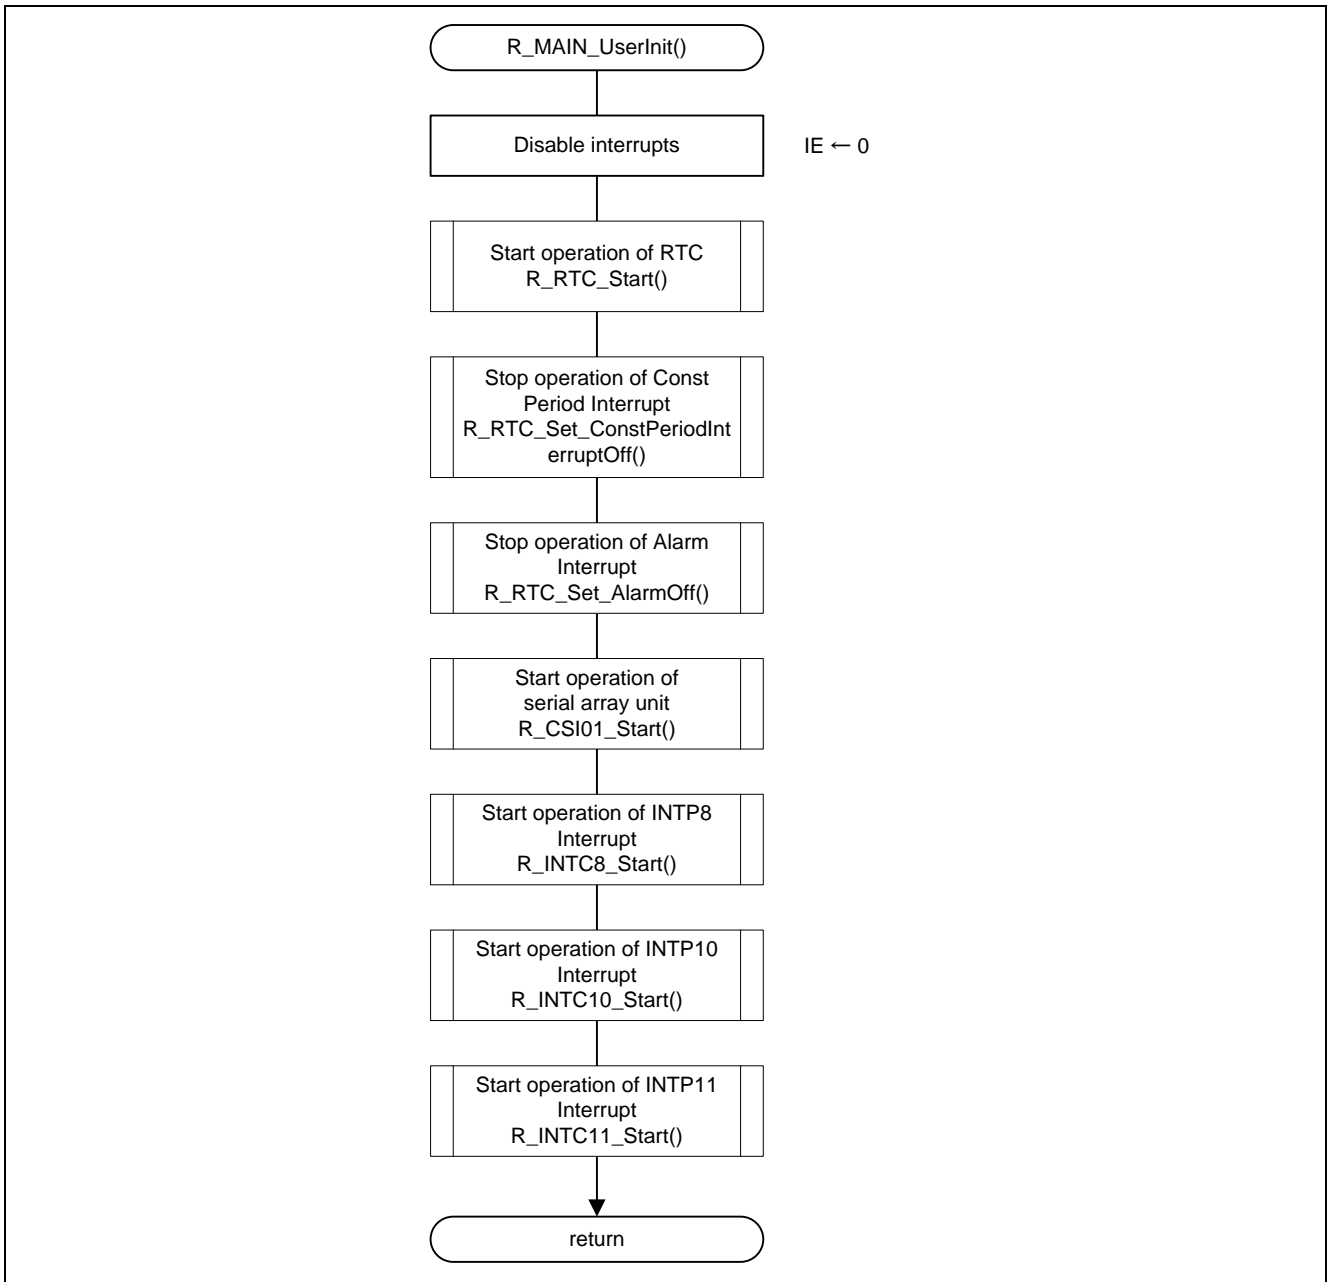 R_MAIN_UserInit()
Disable interrupts
IE ← 0
Start operation of RTC
R_RTC_Start()
Stop operation of Const
Period Interrupt
R_RTC_Set_ConstPeriodInt
erruptOff()
Stop operation of Alarm
Interrupt
R_RTC_Set_AlarmOff()
Start operation of
serial array unit
R_CSI01_Start()
Start operation of INTP8
Interrupt
R_INTC8_Start()
Start operation of INTP10
Interrupt
R_INTC10_Start()
Start operation of INTP11
Interrupt
R_INTC11_Start()
return